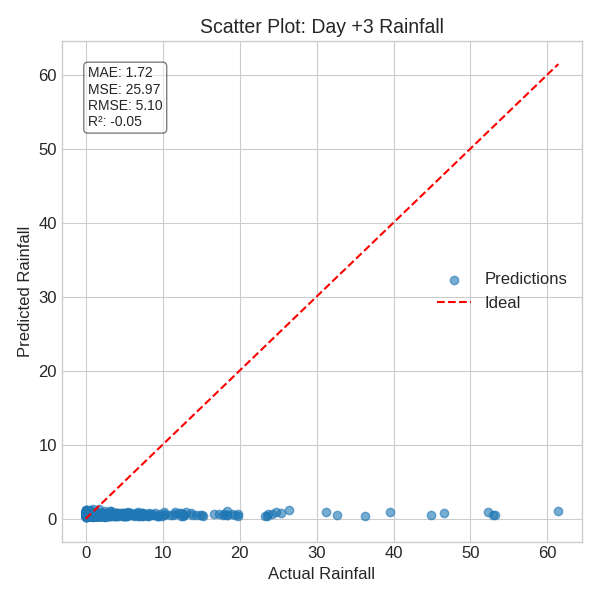 Scatter Plot: Day +3 Rainfall
MAE: 1.72
MSE: 25.97
RMSE: 5.10
R²: -0.05
60
50
40
30
20
10
0
Predicted Rainfall
Predictions
Ideal
0 10 20 30 40 50 60
Actual Rainfall